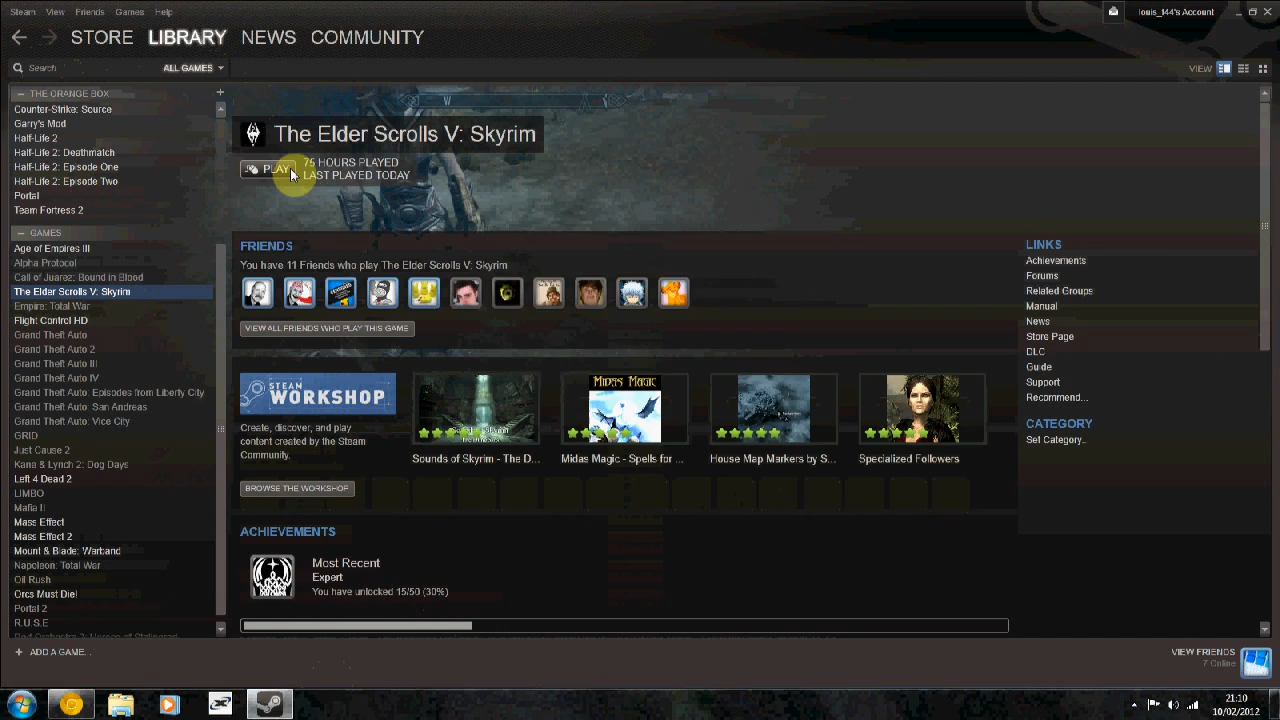 Steam View Friends Games Help
louis_f44's Account
STORE LIBRARY NEWS COMMUNITY
Search ALL GAMES
VIEW
THE ORANGE BOX
Counter-Strike: Source
Garry's Mod
Half-Life 2
Half-Life 2: Deathmatch
Half-Life 2: Episode One
Half-Life 2: Episode Two
Portal
Team Fortress 2
GAMES
Age of Empires III
Alpha Protocol
Call of Juarez: Bound in Blood
The Elder Scrolls V: Skyrim
Empire: Total War
Flight Control HD
Grand Theft Auto
Grand Theft Auto 2
Grand Theft Auto III
Grand Theft Auto IV
Grand Theft Auto: Episodes from Liberty City
Grand Theft Auto: San Andreas
Grand Theft Auto: Vice City
GRID
Just Cause 2
Kane & Lynch 2: Dog Days
Left 4 Dead 2
LIMBO
Mafia II
Mass Effect
Mass Effect 2
Mount & Blade: Warband
Napoleon: Total War
Oil Rush
Orcs Must Die!
Portal 2
R.U.S.E
Red Orchestra 2: Heroes of Stalingrad
ADD A GAME...
W
The Elder Scrolls V: Skyrim
PLAY
75 HOURS PLAYED
LAST PLAYED TODAY
FRIENDS
You have 11 Friends who play The Elder Scrolls V: Skyrim
VIEW ALL FRIENDS WHO PLAY THIS GAME
STEAM
WORKSHOP
Create, discover, and play
content created by the Steam
Community.
BROWSE THE WORKSHOP
Sounds of Skyrim - The D...
MIDAS MAGIC
Midas Magic - Spells for ...
House Map Markers by S...
Specialized Followers
ACHIEVEMENTS
Most Recent
Expert
You have unlocked 15/50 (30%)
LINKS
Achievements
Forums
Related Groups
Manual
News
Store Page
DLC
Guide
Support
Recommend...
CATEGORY
Set Category..
VIEW FRIENDS
7 Online
21:10
10/02/2012